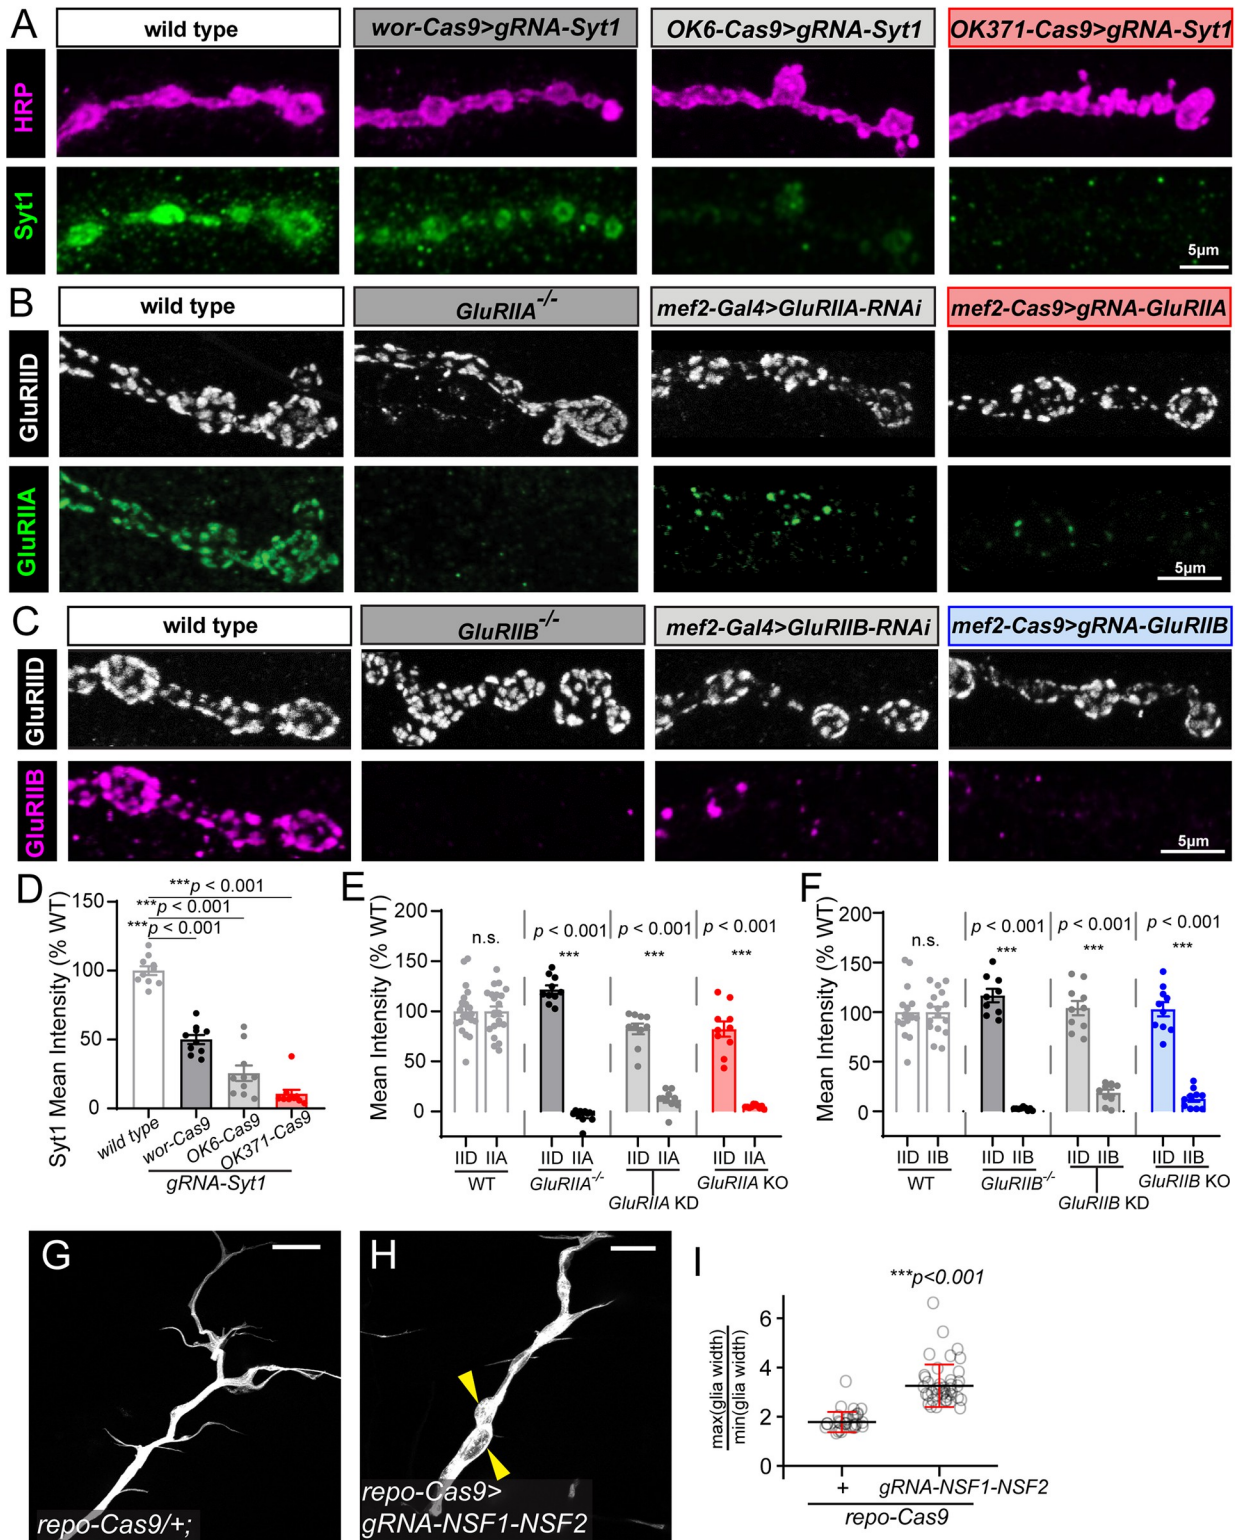 A
wild type
wor-Cas9>gRNA-Syt1
OK6-Cas9>gRNA-Syt1
OK371-Cas9>gRNA-Syt1
HRP
Syt1
5µm
B
wild type
GluRIIA-/-
mef2-Gal4>GluRIIA-RNAi
mef2-Cas9>gRNA-GluRIIA
GluRIID
GluRIIA
5µm
C
wild type
GluRIIB-/-
mef2-Gal4>GluRIIB-RNAi
mef2-Cas9>gRNA-GluRIIB
GluRIID
GluRIIB
5µm
D
Syt1 Mean Intensity (% WT)
150
100
50
0
***p < 0.001
***p < 0.001
***p < 0.001
wild type
wor-Cas9
OK6-Cas9
OK371-Cas9
gRNA-Syt1
E
Mean Intensity (% WT)
200
150
100
50
0
n.s.
p < 0.001
p < 0.001
p < 0.001
***
***
***
IID IIA
IID IIA
IID IIA
IID IIA
WT
GluRIIA-/-
GluRIIA KD
GluRIIA KO
F
Mean Intensity (% WT)
200
150
100
50
0
n.s.
p < 0.001
p < 0.001
p < 0.001
***
***
***
IID IIB
IID IIB
IID IIB
IID IIB
WT
GluRIIB-/-
GluRIIB KD
GluRIIB KO
G
repo-Cas9/+;
H
repo-Cas9>
gRNA-NSF1-NSF2
I
***p<0.001
max(glia width)
min(glia width)
6
4
2
0
+
gRNA-NSF1-NSF2
repo-Cas9